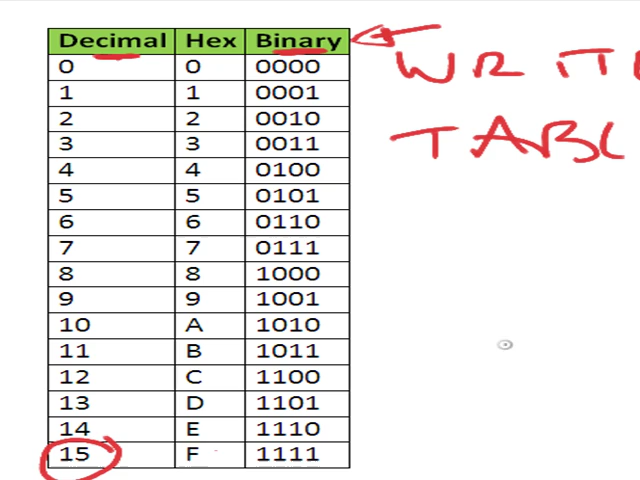 Decimal Hex Binary
0 0 0000
1 1 0001
2 2 0010
3 3 0011
4 4 0100
5 5 0101
6 6 0110
7 7 0111
8 8 1000
9 9 1001
10 A 1010
11 B 1011
12 C 1100
13 D 1101
14 E 1110
15 F 1111
WRIT
TAB